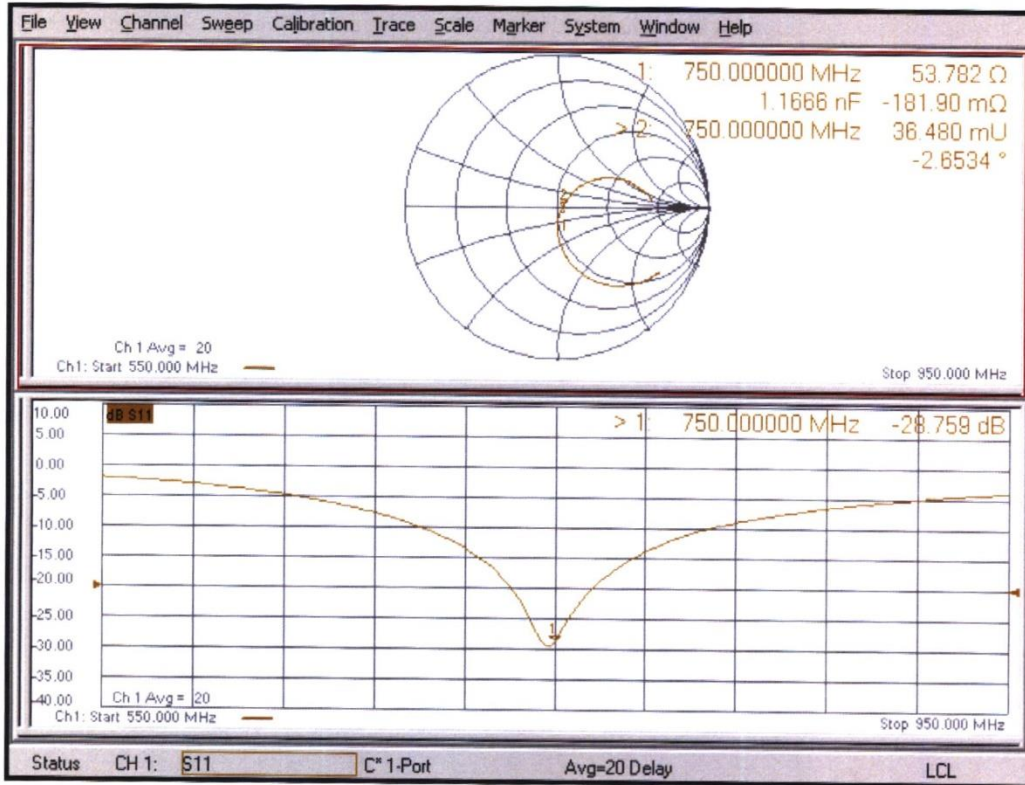 File View Channel Sweep Calibration Trace Scale Marker System Window Help
1: 750.000000 MHz 53.782 Ω
1.1666 nF -181.90 mΩ
> 2: 750.000000 MHz 36.480 mU
-2.6534 °
Ch 1 Avg = 20
Ch1: Start 550.000 MHz
Stop 950.000 MHz
10.00
dB S11
> 1: 750.000000 MHz -28.759 dB
5.00
0.00
-5.00
-10.00
-15.00
-20.00
-25.00
1
-30.00
-35.00
-40.00
Ch 1 Avg = 20
Ch1: Start 550.000 MHz
Stop 950.000 MHz
Status CH 1: S11 C* 1-Port Avg=20 Delay LCL